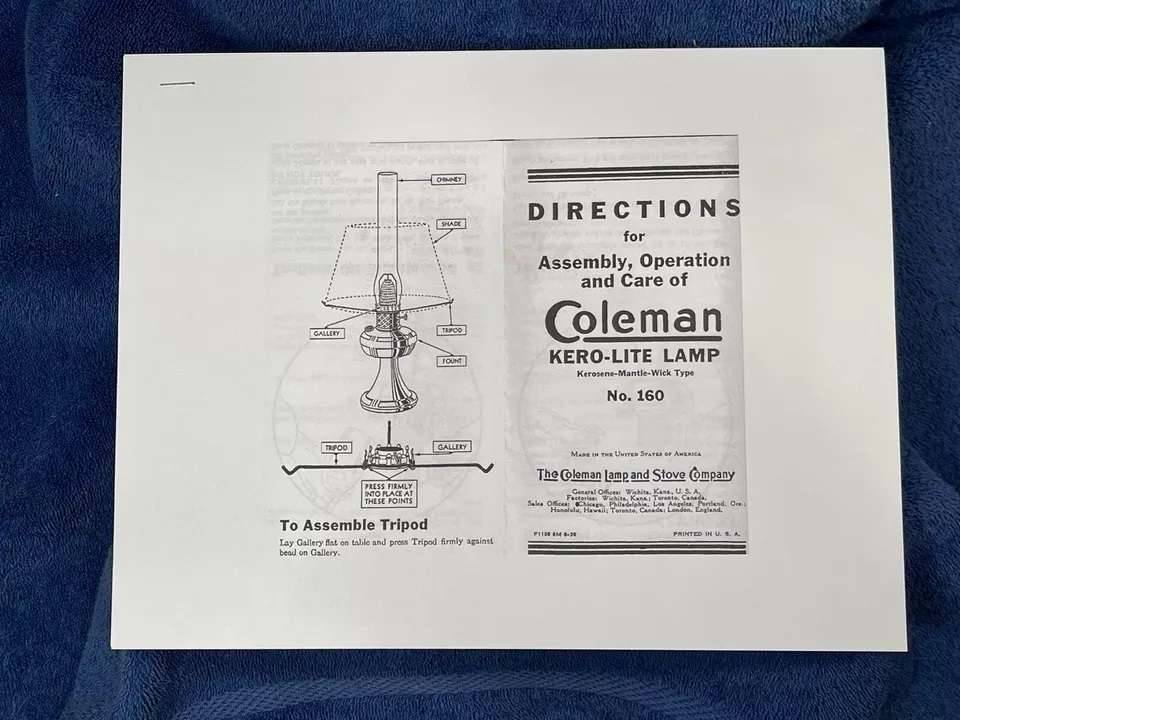 CHIMNEY
SHADE
GALLERY
TRIPOD
FOUNT
TRIPOD
GALLERY
PRESS FIRMLY
INTO PLACE AT
THESE POINTS
To Assemble Tripod
Lay Gallery flat on table and press Tripod firmly against
bead on Gallery.
DIRECTIONS
for
Assembly, Operation
and Care of
Coleman
KERO-LITE LAMP
Kerosene-Mantle-Wick Type
No. 160
MADE IN THE UNITED STATES OF AMERICA
The Coleman Lamp and Stove Company
General Offices: Wichita, Kans., U. S. A.
Factories: Wichita, Kans.; Toronto, Canada.
Sales Offices: Chicago, Philadelphia, Los Angeles, Portland, Ore.;
Honolulu, Hawaii; Toronto, Canada; London, England.
PRINTED IN U. S. A.